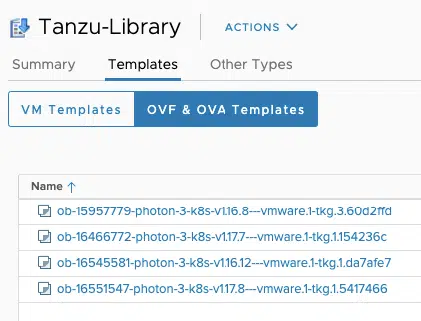 Tanzu-Library
ACTIONS
Summary Templates Other Types
VM Templates OVF & OVA Templates
Name ↑
ob-15957779-photon-3-k8s-v1.16.8---vmware.1-tkg.3.60d2ffd
ob-16466772-photon-3-k8s-v1.17.7---vmware.1-tkg.1.154236c
ob-16545581-photon-3-k8s-v1.16.12---vmware.1-tkg.1.da7afe7
ob-16551547-photon-3-k8s-v1.17.8---vmware.1-tkg.1.5417466